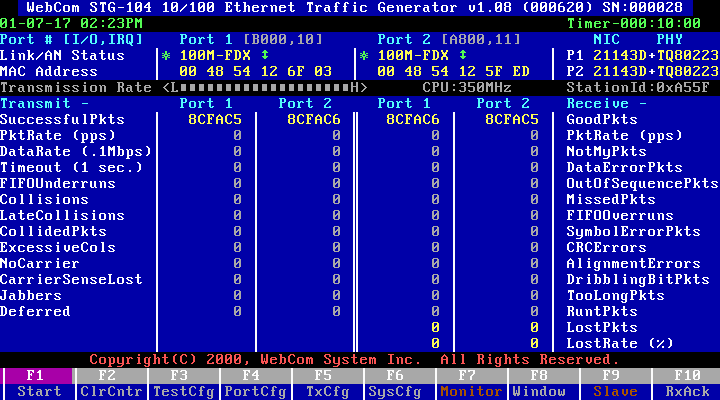 WebCom STG-104 10/100 Ethernet Traffic Generator v1.08 (000620) SN:000028
01-07-17 02:23PM Timer-000:10:00
Port # [I/O,IRQ] Port 1 [B000,10] Port 2 [A800,11] NIC PHY
Link/AN Status * 100M-FDX ↕ * 100M-FDX ↕ P1 21143D+TQ80223
MAC Address 00 48 54 12 6F 03 00 48 54 12 5F ED P2 21143D+TQ80223
Transmission Rate <L■■■■■■■■■■■■■■■■■■■■H> CPU:350MHz StationId:0xA55F
Transmit - Port 1 Port 2 Port 1 Port 2 Receive -
SuccessfulPkts 8CFAC5 8CFAC6 8CFAC6 8CFAC5 GoodPkts
PktRate (pps) 0 0 0 0 PktRate (pps)
DataRate (.1Mbps) 0 0 0 0 NotMyPkts
Timeout (1 sec.) 0 0 0 0 DataErrorPkts
FIFOUnderruns 0 0 0 0 OutOfSequencePkts
Collisions 0 0 0 0 MissedPkts
LateCollisions 0 0 0 0 FIFOOverruns
CollidedPkts 0 0 0 0 SymbolErrorPkts
ExcessiveCols 0 0 0 0 CRCErrors
NoCarrier 0 0 0 0 AlignmentErrors
CarrierSenseLost 0 0 0 0 DribblingBitPkts
Jabbers 0 0 0 0 TooLongPkts
Deferred 0 0 0 0 RuntPkts
0 0 LostPkts
0 0 LostRate (%)
Copyright(C) 2000, WebCom System Inc. All Rights Reserved.
F1 F2 F3 F4 F5 F6 F7 F8 F9 F10
Start ClrCntr TestCfg PortCfg TxCfg SysCfg Monitor Window Slave RxAck